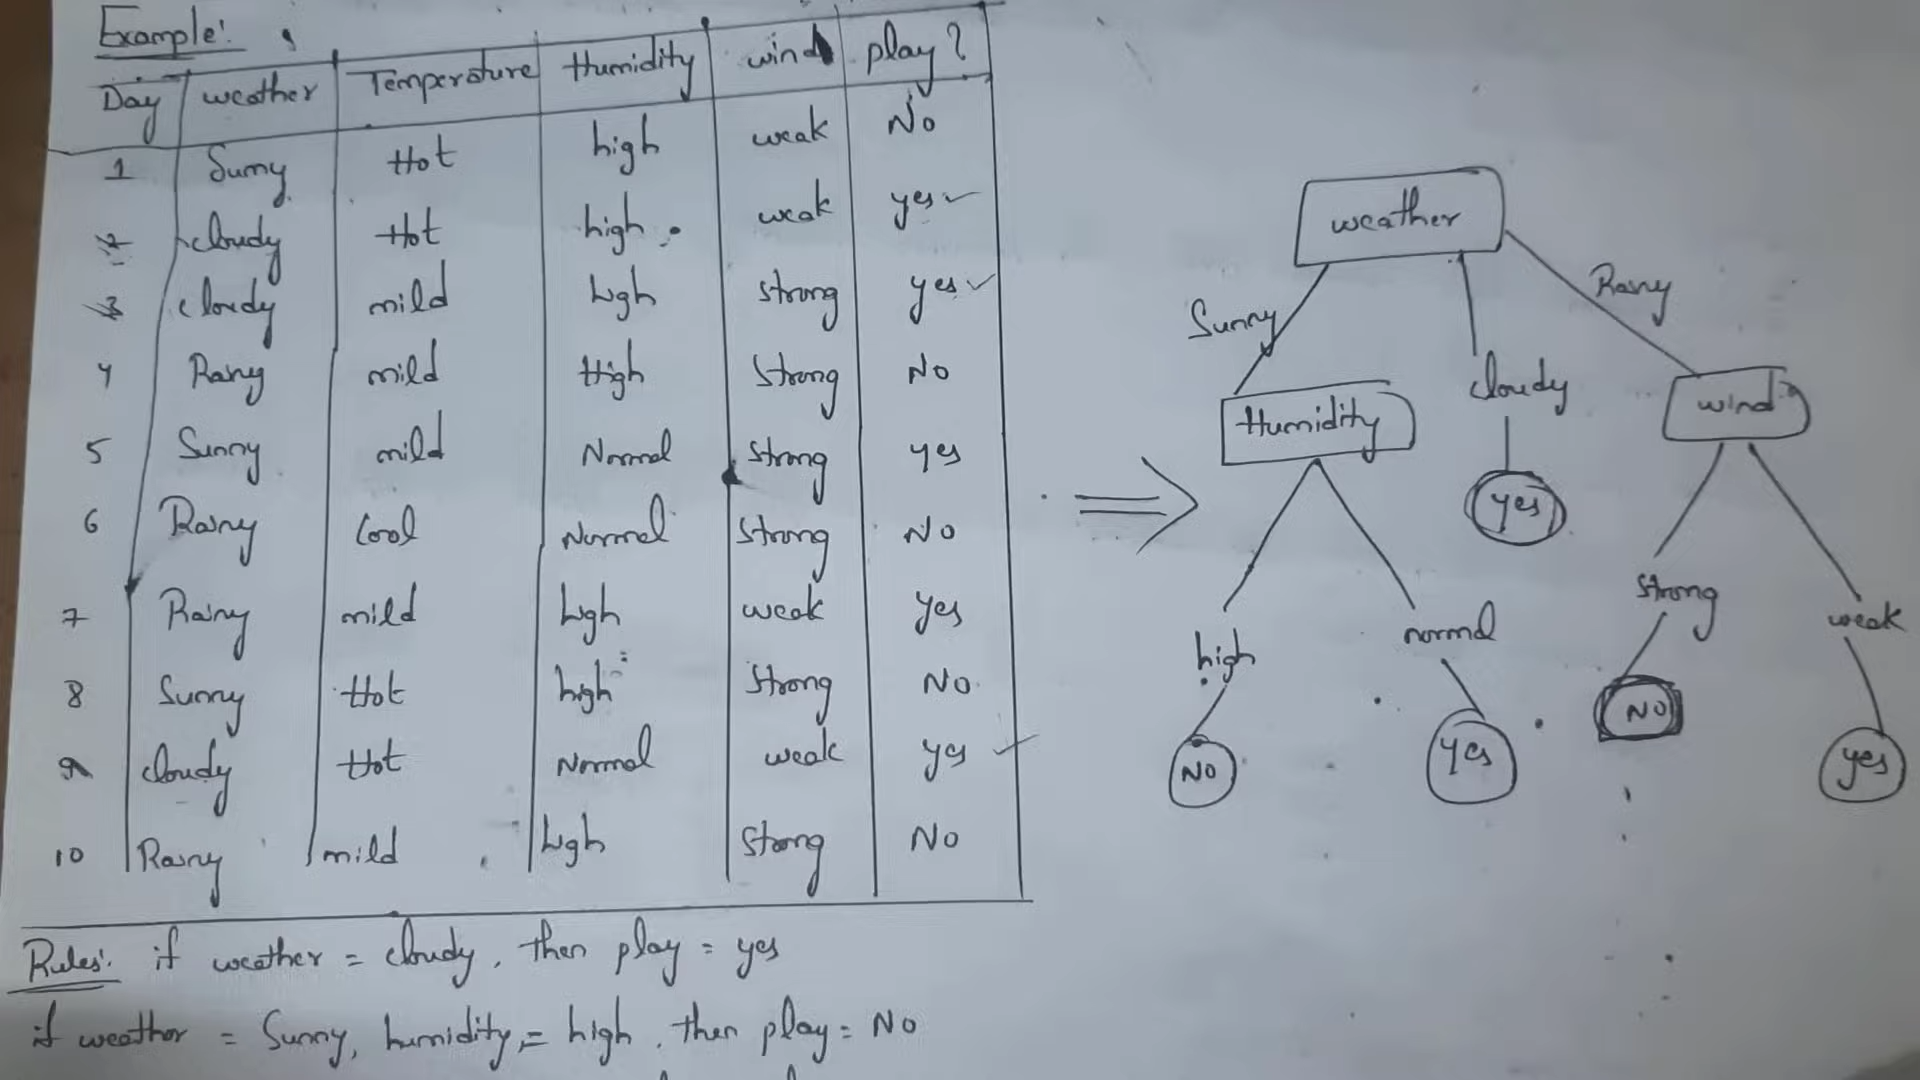 Example:
Day weather Temperature Humidity wind play?
1 Sunny Hot high weak No
2 cloudy Hot high weak yes
3 cloudy mild high strong yes
4 Rainy mild High Strong No
5 Sunny mild Normal Strong yes
6 Rainy Cool Normal Strong No
7 Rainy mild high weak yes
8 Sunny Hot high Strong No
9 cloudy Hot Normal weak yes
10 Rainy mild high Strong No
Rules: if weather = cloudy, then play = yes
if weather = Sunny, humidity = high, then play = No
weather
Sunny cloudy Rainy
Humidity yes wind
high normal strong weak
No yes No yes